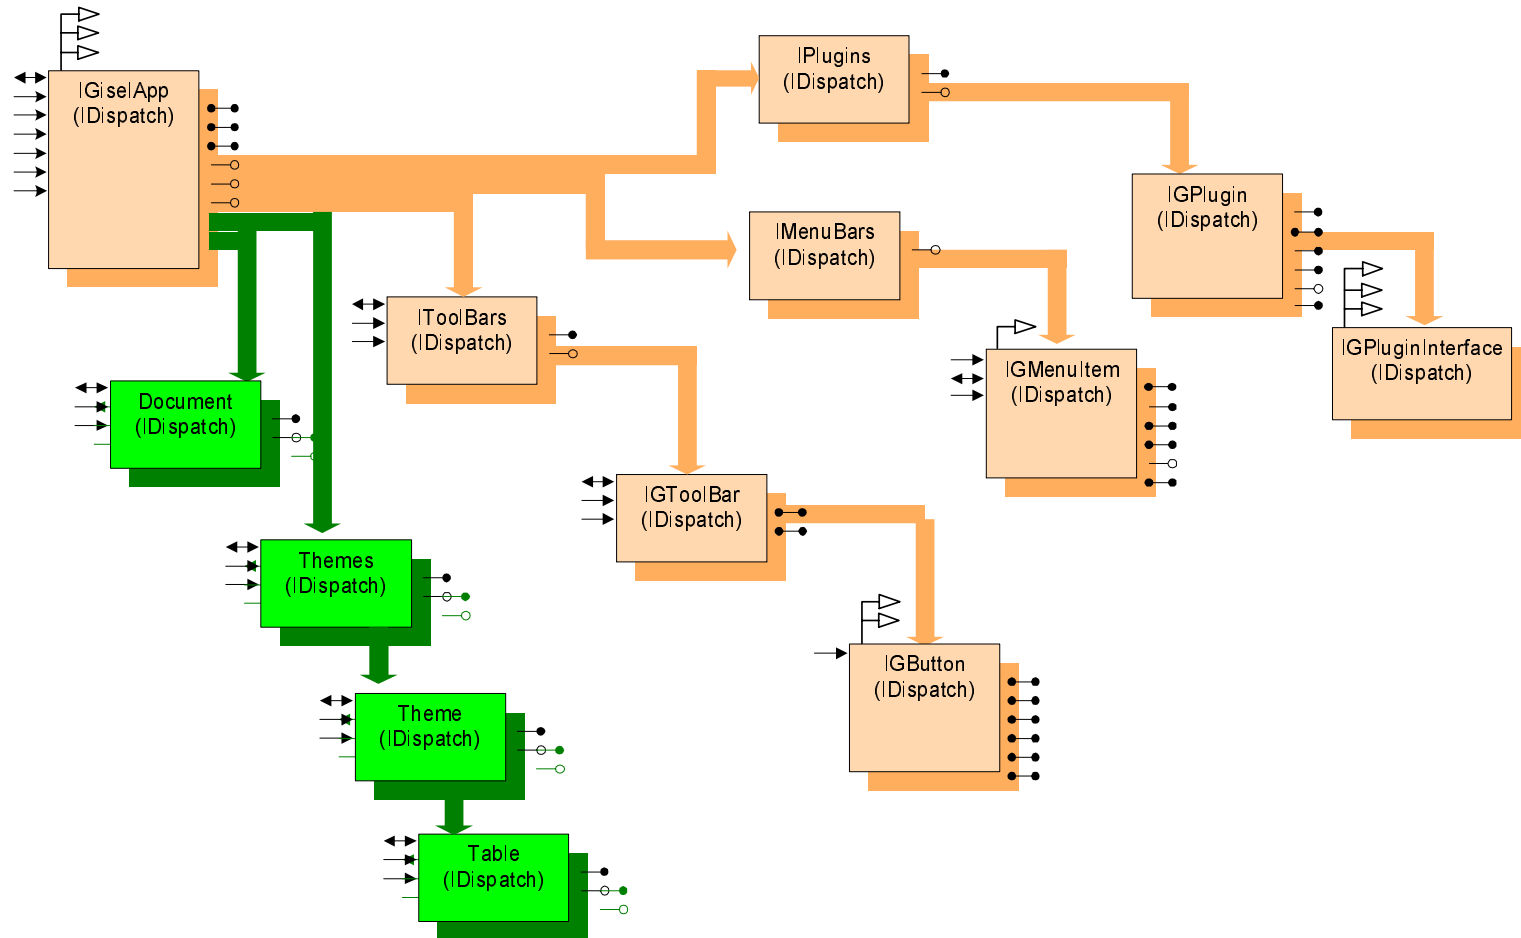 IGiselApp
(IDispatch)
IPlugins
(IDispatch)
IGPlugin
(IDispatch)
IMenuBars
(IDispatch)
IToolBars
(IDispatch)
IGPluginInterface
(IDispatch)
IGMenuItem
(IDispatch)
Document
(IDispatch)
IGToolBar
(IDispatch)
Themes
(IDispatch)
IGButton
(IDispatch)
Theme
(IDispatch)
Table
(IDispatch)